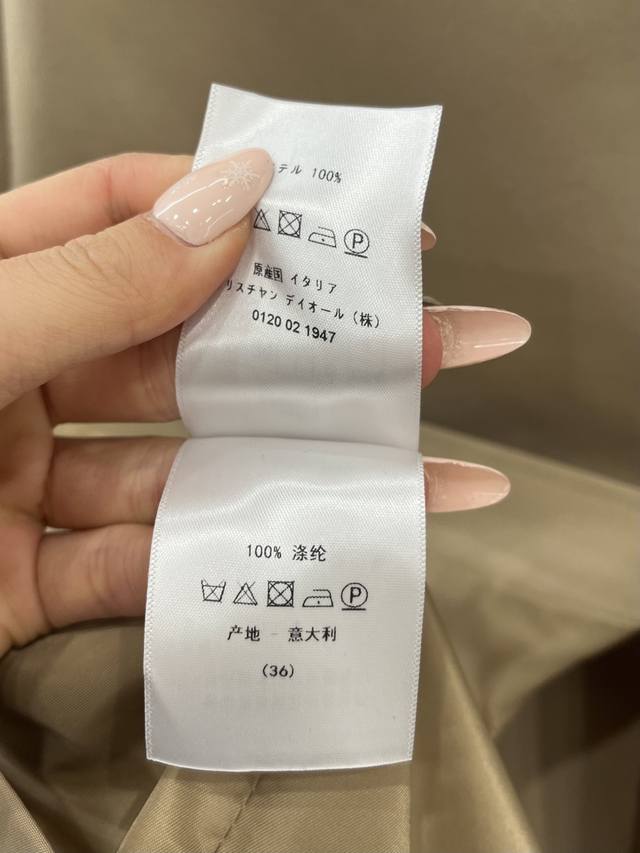 テル 100%
原産国 イタリア
リスチャン ディオール (株)
0120 02 1947
100% 涤纶
产地 - 意大利
(36)